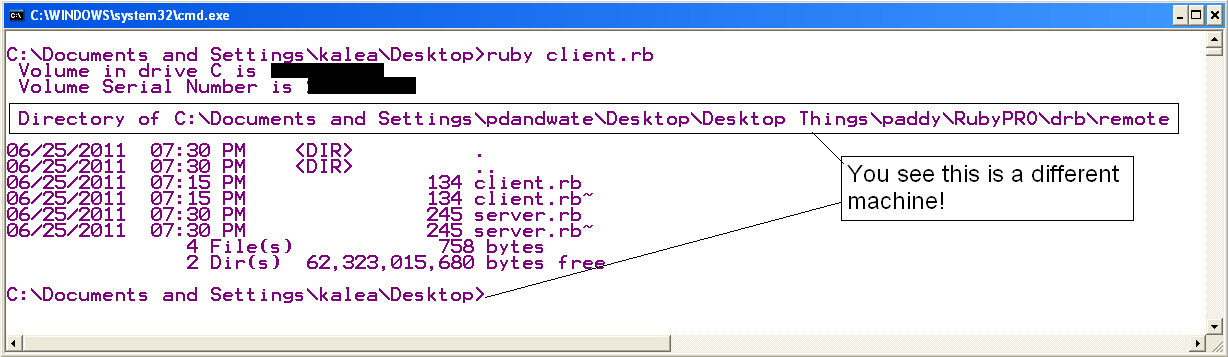 C:\WINDOWS\system32\cmd.exe
C:\Documents and Settings\kalea\Desktop>ruby client.rb
Volume in drive C is
Volume Serial Number is
Directory of C:\Documents and Settings\pdandwate\Desktop\Desktop Things\paddy\RubyPRO\drb\remote
06/25/2011  07:30 PM    <DIR>          .
06/25/2011  07:30 PM    <DIR>          ..
06/25/2011  07:15 PM               134 client.rb
06/25/2011  07:15 PM               134 client.rb~
06/25/2011  07:30 PM               245 server.rb
06/25/2011  07:30 PM               245 server.rb~
4 File(s)            758 bytes
2 Dir(s)  62,323,015,680 bytes free
You see this is a different
machine!
C:\Documents and Settings\kalea\Desktop>